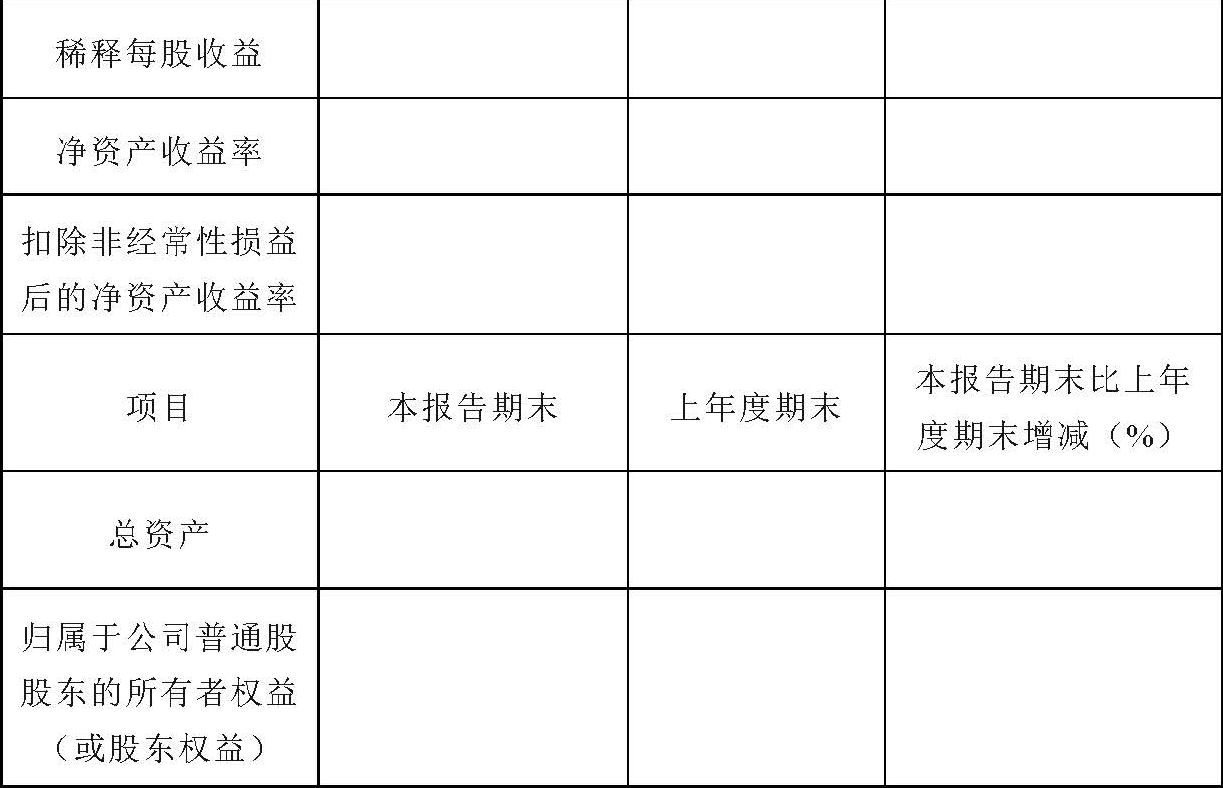 稀释每股收益
净资产收益率
扣除非经常性损益
后的净资产收益率
项目
本报告期末
上年度期末
本报告期末比上年
度期末增减（%）
总资产
归属于公司普通股
股东的所有者权益
（或股东权益）